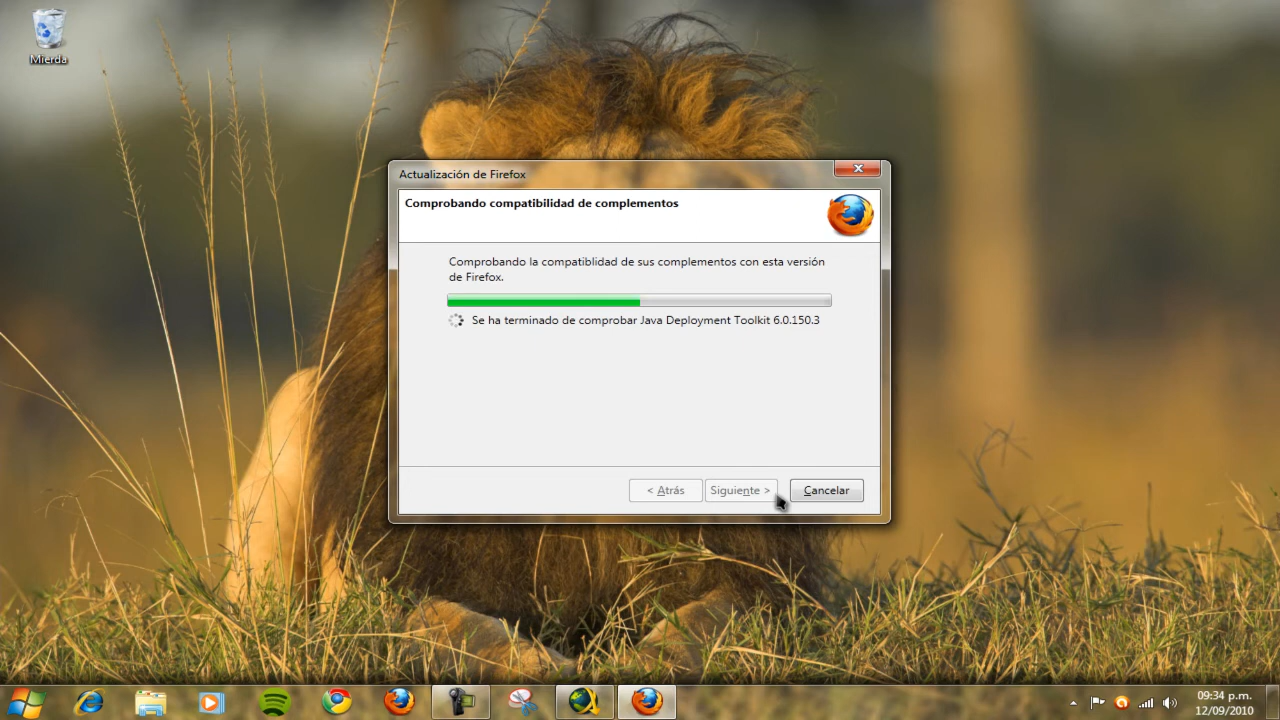 Mierda
Actualización de Firefox
Comprobando compatibilidad de complementos
Comprobando la compatiblidad de sus complementos con esta versión
de Firefox.
Se ha terminado de comprobar Java Deployment Toolkit 6.0.150.3
< Atrás
Siguiente >
Cancelar
09:34 p.m.
12/09/2010